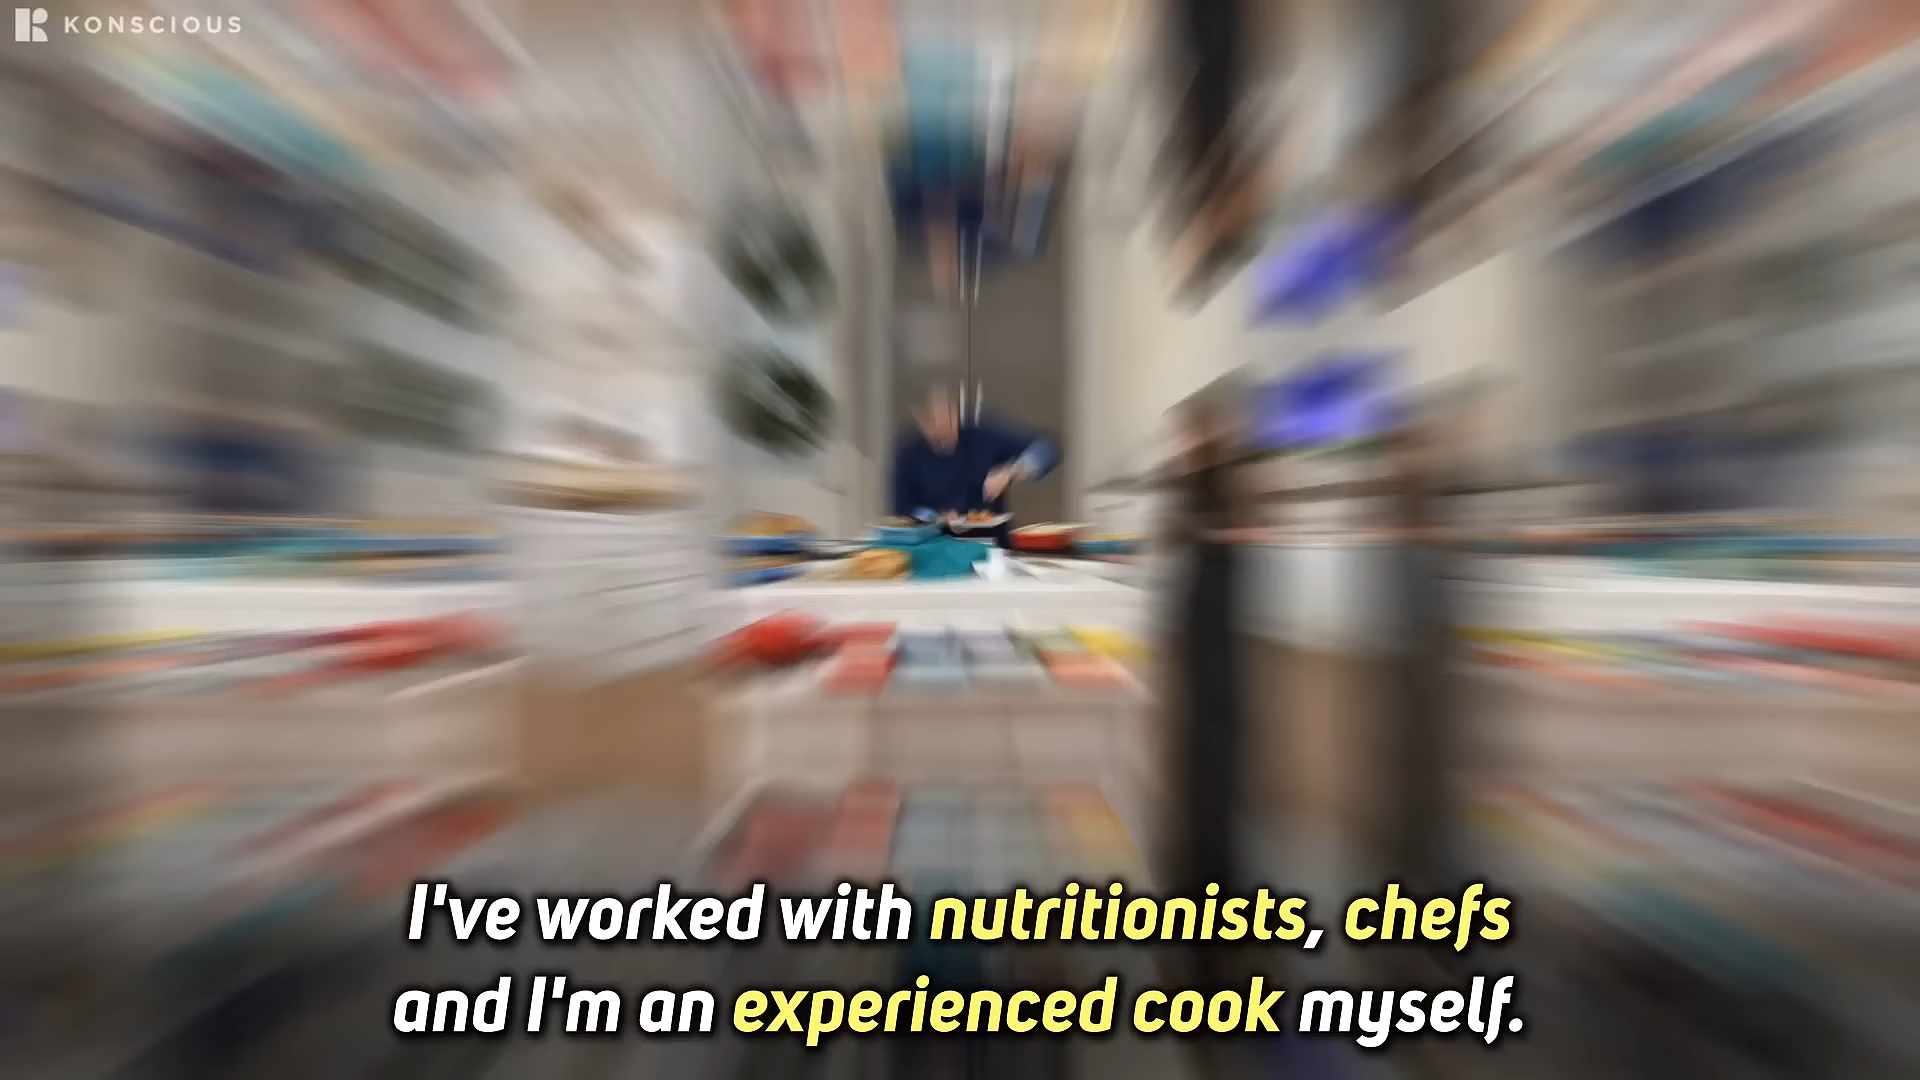 KONSCIOUS
I've worked with nutritionists, chefs
and I'm an experienced cook myself.